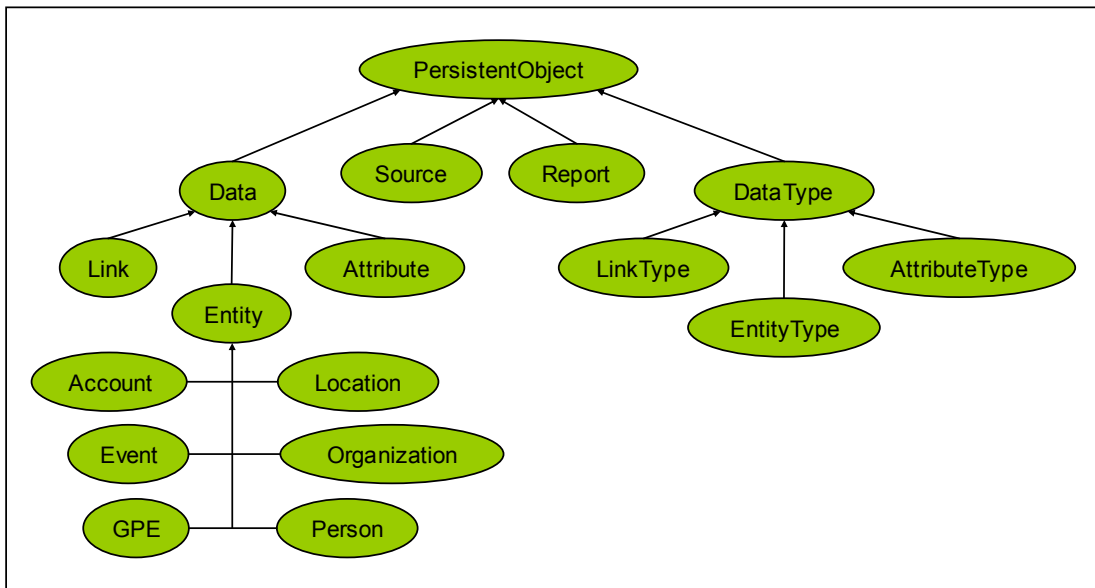 PersistentObject
Source
Report
Data
DataType
Link
Attribute
LinkType
AttributeType
Entity
EntityType
Account
Location
Event
Organization
GPE
Person